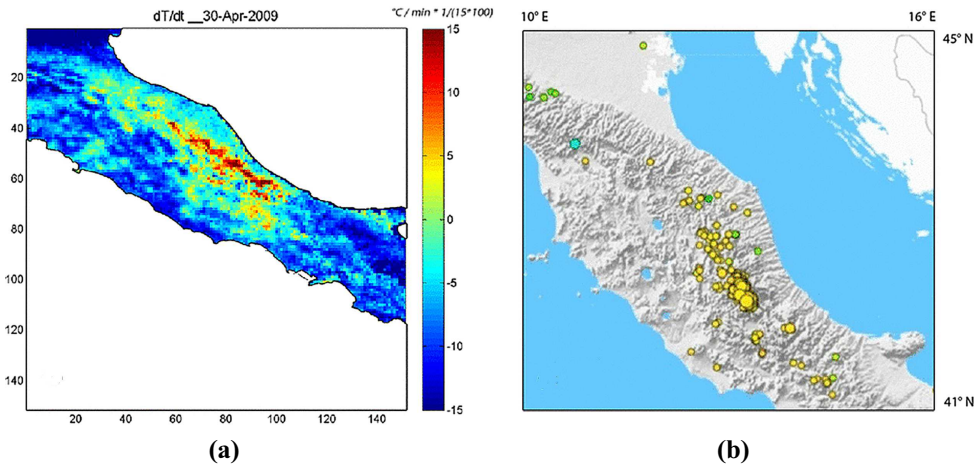 dT/dt __30-Apr-2009
°C / min * 1/(15*100)
20
40
60
80
100
120
140
20 40 60 80 100 120 140
15
10
5
0
-5
-10
-15
(a)
10° E 16° E
45° N
41° N
(b)